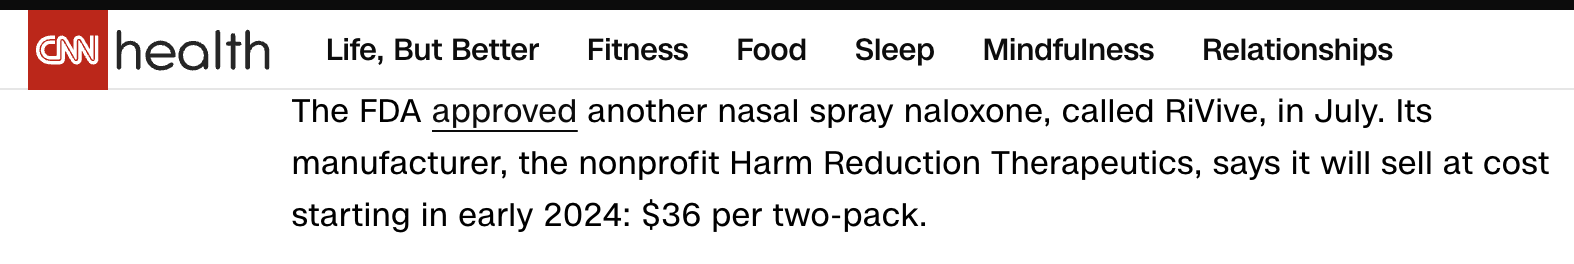 CNN health Life, But Better Fitness Food Sleep Mindfulness Relationships
The FDA approved another nasal spray naloxone, called RiVive, in July. Its
manufacturer, the nonprofit Harm Reduction Therapeutics, says it will sell at cost
starting in early 2024: $36 per two-pack.